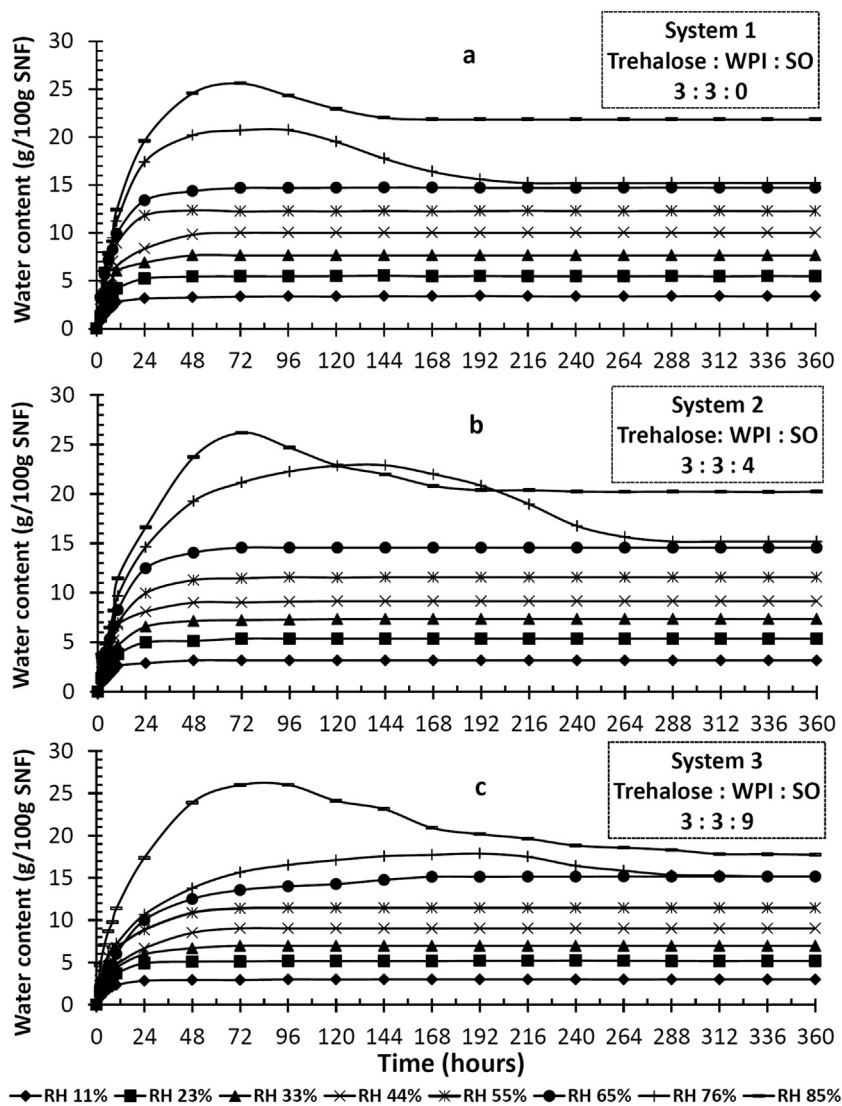 a
System 1
Trehalose : WPI : SO
3 : 3 : 0
Water content (g/100g SNF)
30
25
20
15
10
5
0
0 24 48 72 96 120 144 168 192 216 240 264 288 312 336 360
b
System 2
Trehalose: WPI : SO
3 : 3 : 4
Water content (g/100g SNF)
30
25
20
15
10
5
0
0 24 48 72 96 120 144 168 192 216 240 264 288 312 336 360
c
System 3
Trehalose : WPI : SO
3 : 3 : 9
Water content (g/100g SNF)
30
25
20
15
10
5
0
0 24 48 72 96 120 144 168 192 216 240 264 288 312 336 360
Time (hours)
RH 11% RH 23% RH 33% RH 44% RH 55% RH 65% RH 76% RH 85%